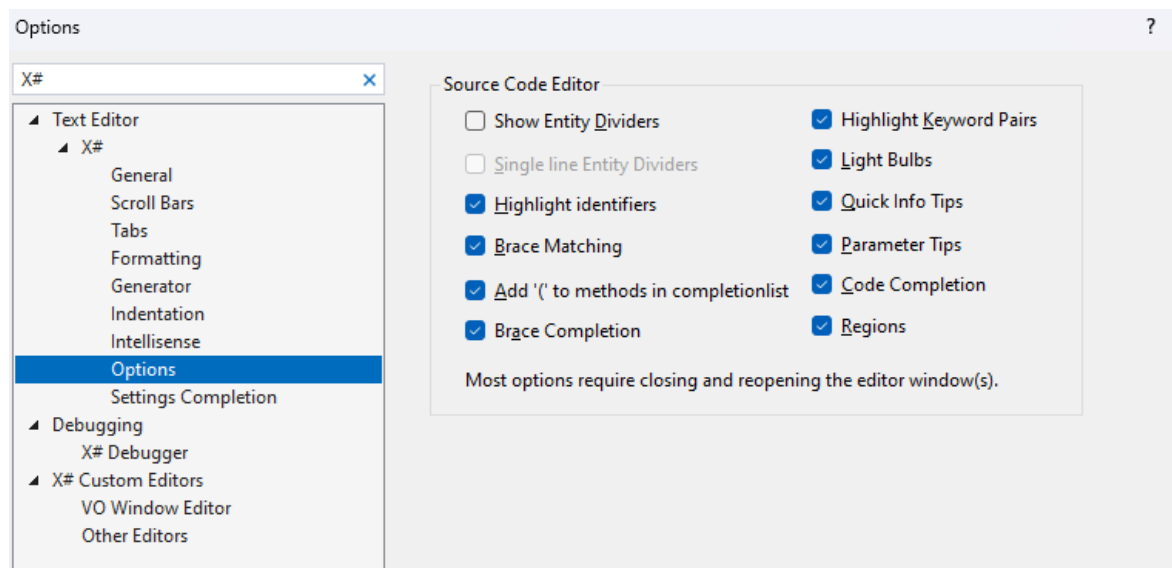 Options
?
X#
Text Editor
X#
General
Scroll Bars
Tabs
Formatting
Generator
Indentation
Intellisense
Options
Settings Completion
Debugging
X# Debugger
X# Custom Editors
VO Window Editor
Other Editors
Source Code Editor
Show Entity Dividers
Single line Entity Dividers
Highlight identifiers
Brace Matching
Add '(' to methods in completionlist
Brace Completion
Highlight Keyword Pairs
Light Bulbs
Quick Info Tips
Parameter Tips
Code Completion
Regions
Most options require closing and reopening the editor window(s).